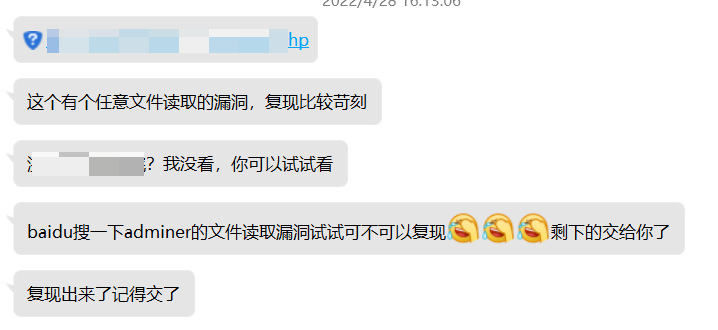 2022/4/28 16:13:06
hp
这个有个任意文件读取的漏洞，复现比较苛刻
？我没看，你可以试试看
baidu搜一下adminer的文件读取漏洞试试可不可以复现剩下的交给你了
复现出来了记得交了